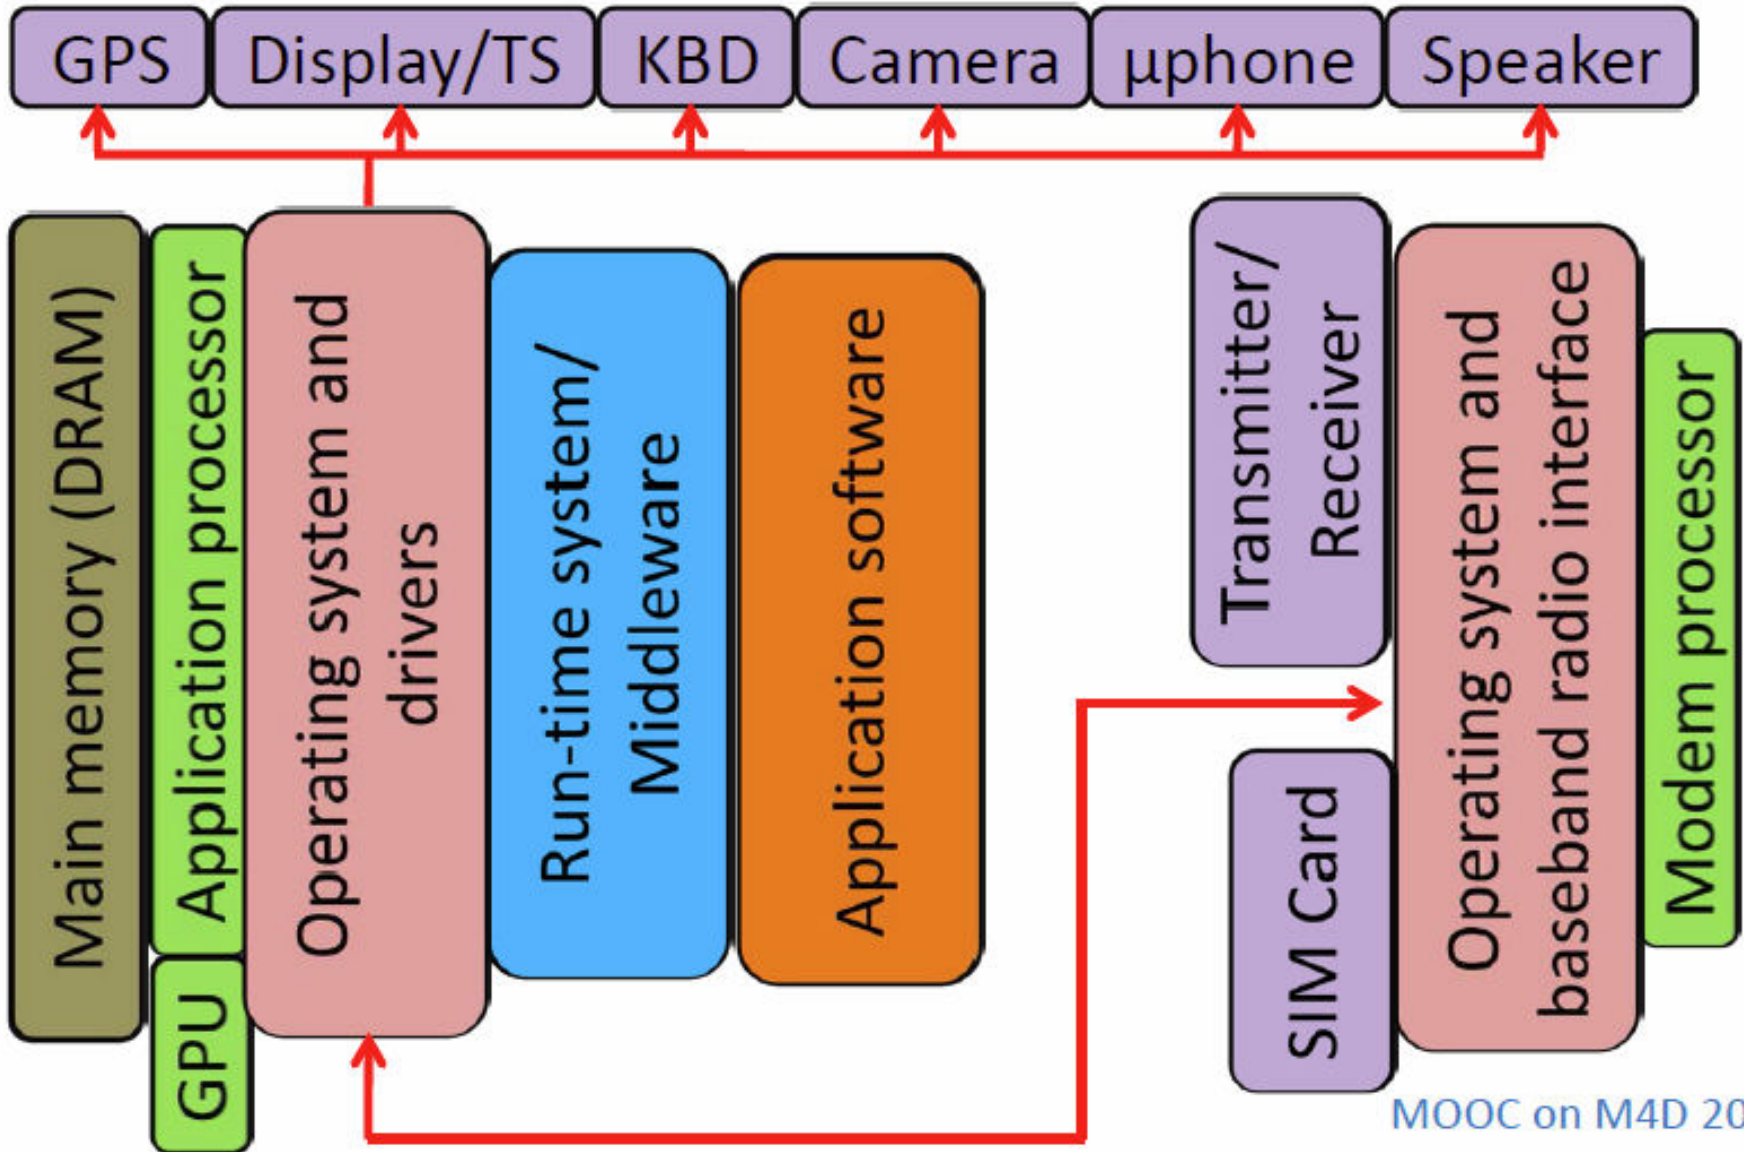 GPS
Display/TS
KBD
Camera
µphone
Speaker
Main memory (DRAM)
Application processor
GPU
Operating system and
drivers
Run-time system/
Middleware
Application software
Transmitter/
Receiver
SIM Card
Operating system and
baseband radio interface
Modem processor
MOOC on M4D 20